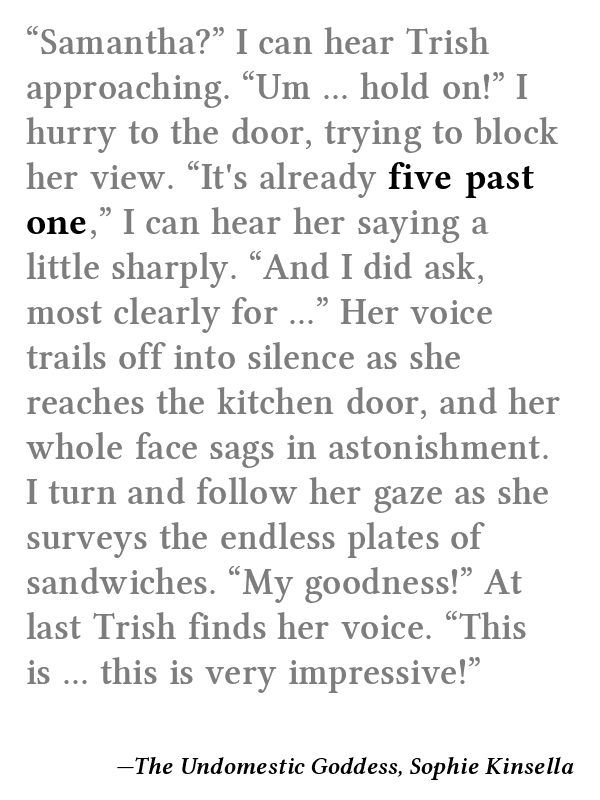 “Samantha?” I can hear Trish
approaching. “Um ... hold on!” I
hurry to the door, trying to block
her view. “It's already five past
one,” I can hear her saying a
little sharply. “And I did ask,
most clearly for ...” Her voice
trails off into silence as she
reaches the kitchen door, and her
whole face sags in astonishment.
I turn and follow her gaze as she
surveys the endless plates of
sandwiches. “My goodness!” At
last Trish finds her voice. “This
is ... this is very impressive!”
—The Undomestic Goddess, Sophie Kinsella